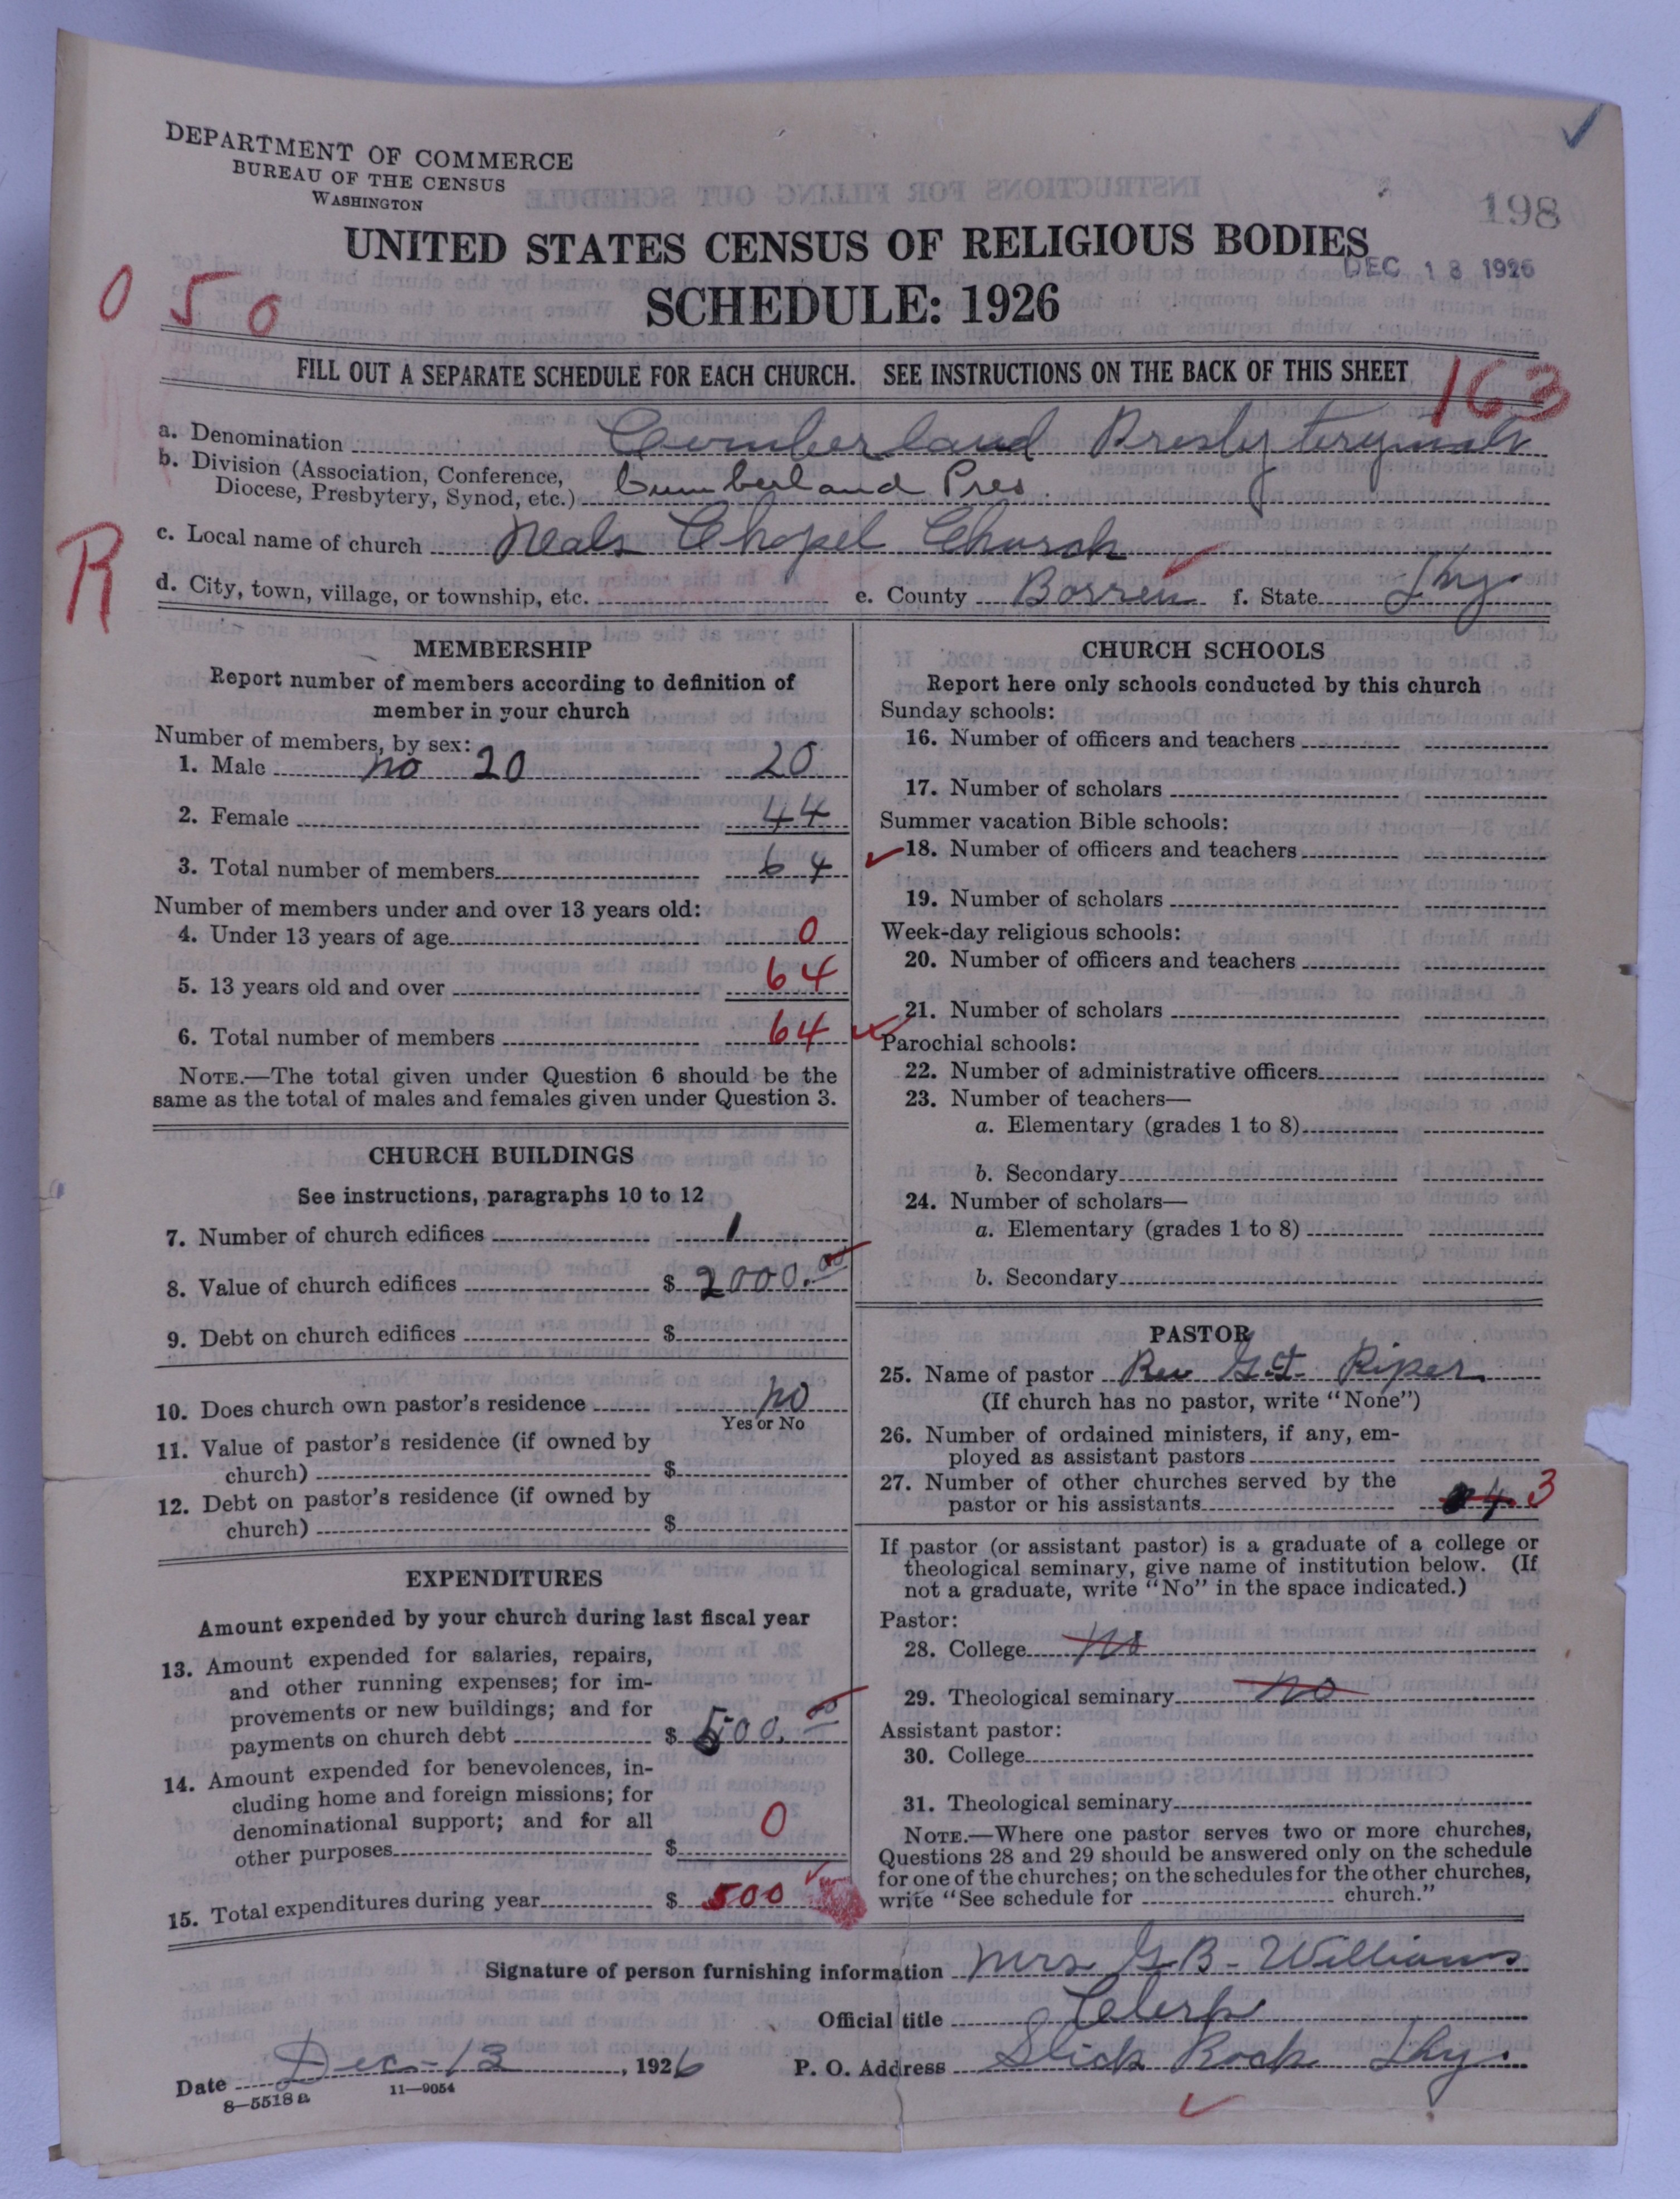 DEPARTMENT OF COMMERCE
BUREAU OF THE CENSUS
WASHINGTON
198
UNITED STATES CENSUS OF RELIGIOUS BODIES
DEC 18 1926
SCHEDULE: 1926
0 5 0
FILL OUT A SEPARATE SCHEDULE FOR EACH CHURCH. SEE INSTRUCTIONS ON THE BACK OF THIS SHEET
163
a. Denomination Cumberland
b. Division (Association, Conference,
Diocese, Presbytery, Synod, etc.) Cumberland Pres.
R
c. Local name of church Neals Chapel Church
d. City, town, village, or township, etc. e. County Borren f. State Ky.
MEMBERSHIP
Report number of members according to definition of
member in your church
Number of members, by sex:
1. Male no 20 20
2. Female 44
3. Total number of members 64
Number of members under and over 13 years old:
4. Under 13 years of age 0
5. 13 years old and over 64
6. Total number of members 64
NOTE.—The total given under Question 6 should be the
same as the total of males and females given under Question 3.
CHURCH BUILDINGS
See instructions, paragraphs 10 to 12
7. Number of church edifices 1
8. Value of church edifices $ 2000.00
9. Debt on church edifices $
10. Does church own pastor's residence no
Yes or No
11. Value of pastor's residence (if owned by
church) $
12. Debt on pastor's residence (if owned by
church) $
EXPENDITURES
Amount expended by your church during last fiscal year
13. Amount expended for salaries, repairs,
and other running expenses; for im-
provements or new buildings; and for
payments on church debt $ 500.00
14. Amount expended for benevolences, in-
cluding home and foreign missions; for
denominational support; and for all
other purposes $ 0
15. Total expenditures during year $ 500
CHURCH SCHOOLS
Report here only schools conducted by this church
Sunday schools:
16. Number of officers and teachers
17. Number of scholars
Summer vacation Bible schools:
18. Number of officers and teachers
19. Number of scholars
Week-day religious schools:
20. Number of officers and teachers
21. Number of scholars
Parochial schools:
22. Number of administrative officers
23. Number of teachers—
a. Elementary (grades 1 to 8)
b. Secondary
24. Number of scholars—
a. Elementary (grades 1 to 8)
b. Secondary
PASTOR
25. Name of pastor Rev G.T. Piper
(If church has no pastor, write "None")
26. Number of ordained ministers, if any, em-
ployed as assistant pastors
27. Number of other churches served by the
pastor or his assistants 4 3
If pastor (or assistant pastor) is a graduate of a college or
theological seminary, give name of institution below. (If
not a graduate, write "No" in the space indicated.)
Pastor:
28. College no
29. Theological seminary no
Assistant pastor:
30. College
31. Theological seminary
NOTE.—Where one pastor serves two or more churches,
Questions 28 and 29 should be answered only on the schedule
for one of the churches; on the schedules for the other churches,
write "See schedule for church."
Signature of person furnishing information Mrs G.B. Williams
Official title Clerk
Date Dec - 13, 1926 P. O. Address Slick Rock Ky.
8-5518a 11-9054